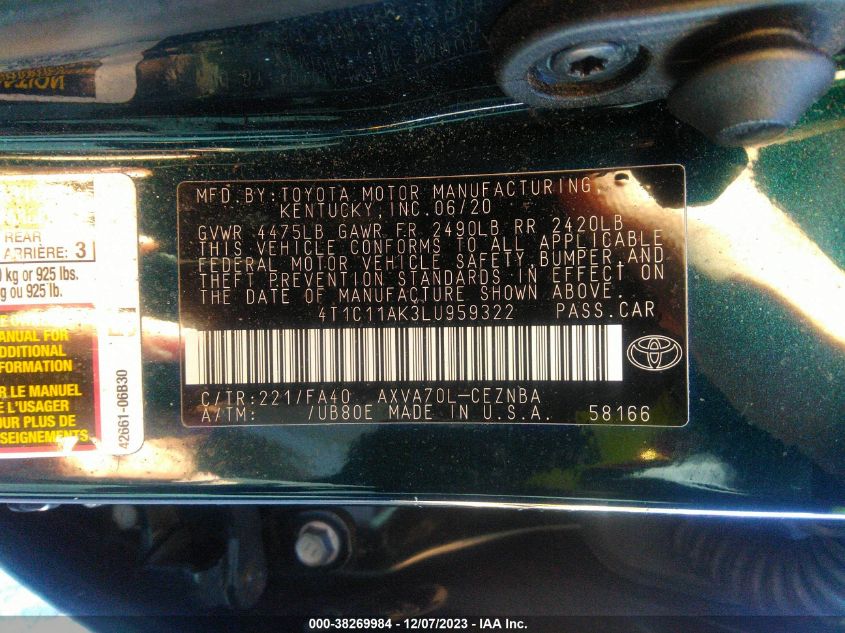 MFD.BY:TOYOTA MOTOR MANUFACTURING,
KENTUCKY,INC.06/20
GVWR 4475LB GAWR FR 2490LB RR 2420LB
THIS VEHICLE CONFORMS TO ALL APPLICABLE
FEDERAL MOTOR VEHICLE SAFETY,BUMPER,AND
THEFT PREVENTION STANDARDS IN EFFECT ON
THE DATE OF MANUFACTURE SHOWN ABOVE.
4T1C11AK3LU959322 PASS.CAR
C/TR:221/FA40 AXVA70L-CEZNBA
A/TM: /UB80E MADE IN U.S.A. 58166
REAR
ARRIÈRE: 3
kg or 925 lbs.
ou 925 lb.
MANUAL FOR
ADDITIONAL
INFORMATION
LE MANUEL
L'USAGER
POUR PLUS DE
42661-06B30
000-38269984 - 12/07/2023 - IAA Inc.